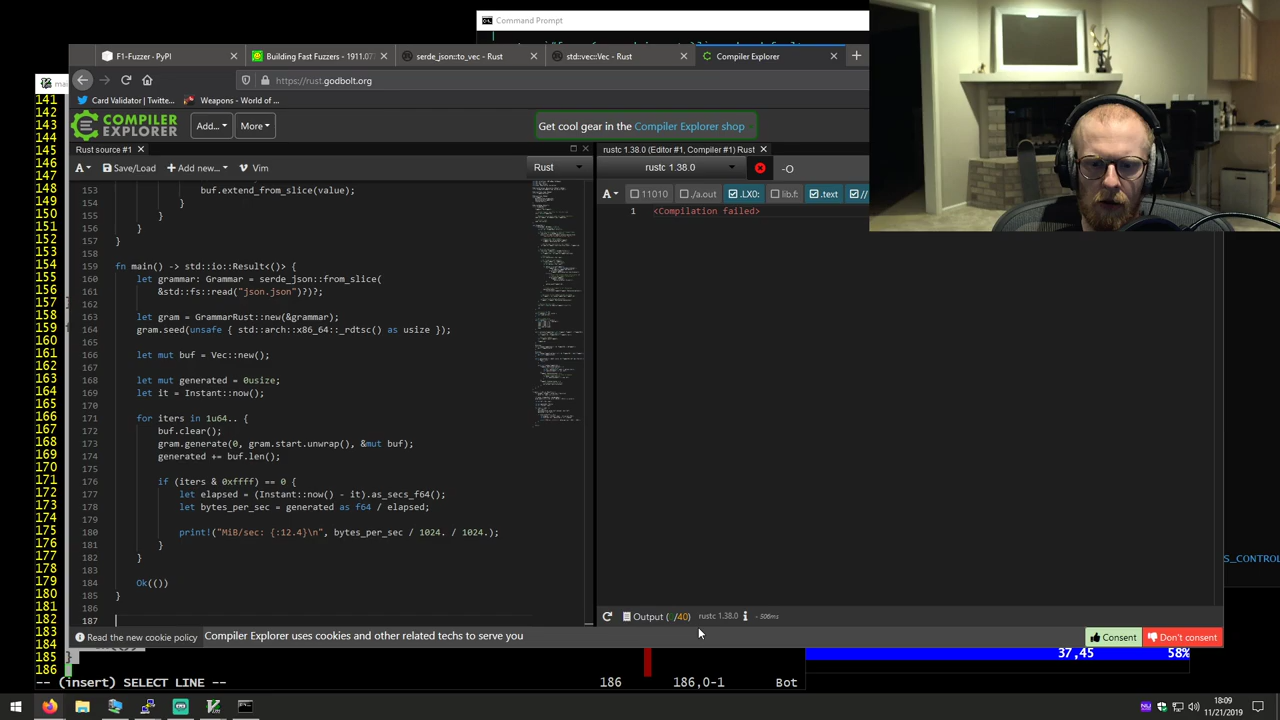 Command Prompt
F1-Fuzzer · PyPI
Building Fast Fuzzers · 1911.07
serde_json::to_vec - Rust
std::vec::Vec - Rust
Compiler Explorer
https://rust.godbolt.org
Card Validator | Twitte...
Weapons - World of ...
COMPILER
EXPLORER
Add...
More
Get cool gear in the Compiler Explorer shop
Rust source #1
rustc 1.38.0 (Editor #1, Compiler #1) Rust
A
Save/Load
Add new...
Vim
Rust
rustc 1.38.0
-O
A
11010
./a.out
.LX0:
lib.f:
.text
//
1 <Compilation failed>
153 buf.extend_from_slice(value);
154 }
155 }
156 }
157 }
158
159 fn main() -> std::io::Result<()> {
160 let grammar: Grammar = serde_json::from_slice(
161 &std::fs::read("json.json")?)?;
162
163 let gram = GrammarRust::new(&grammar);
164 gram.seed(unsafe { std::arch::x86_64::_rdtsc() as usize });
165
166 let mut buf = Vec::new();
167
168 let mut generated = 0usize;
169 let it = Instant::now();
170
171 for iters in 1u64.. {
172 buf.clear();
173 gram.generate(0, gram.start.unwrap(), &mut buf);
174 generated += buf.len();
175
176 if (iters & 0xffff) == 0 {
177 let elapsed = (Instant::now() - it).as_secs_f64();
178 let bytes_per_sec = generated as f64 / elapsed;
179
180 print!("MiB/sec: {:12.4}\n", bytes_per_sec / 1024. / 1024.);
181 }
182 }
183
184 Ok(())
185 }
186
187
Output ( /40)
rustc 1.38.0
i
- 506ms
Read the new cookie policy
Compiler Explorer uses cookies and other related techs to serve you
Consent
Don't consent
141
142
143
144
145
146
147
148
149
150
151
152
153
154
155
156
157
158
159
160
161
162
163
164
165
166
167
168
169
170
171
172
173
174
175
176
177
178
179
180
181
182
183
184
185 }
186
S_CONTROL
37,45
58%
-- (insert) SELECT LINE --
186
186,0-1
Bot
18:09
11/21/2019